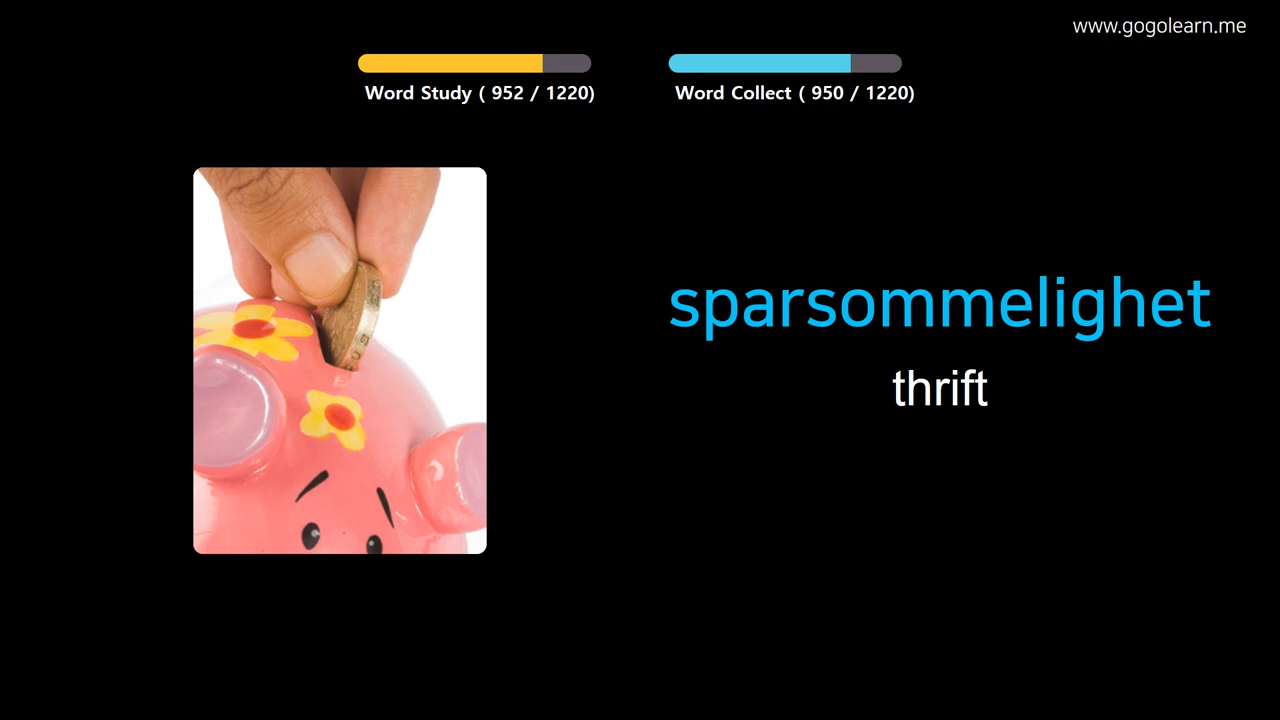 www.gogolearn.me
Word Study ( 952 / 1220)
Word Collect ( 950 / 1220)
sparsommelighet
thrift